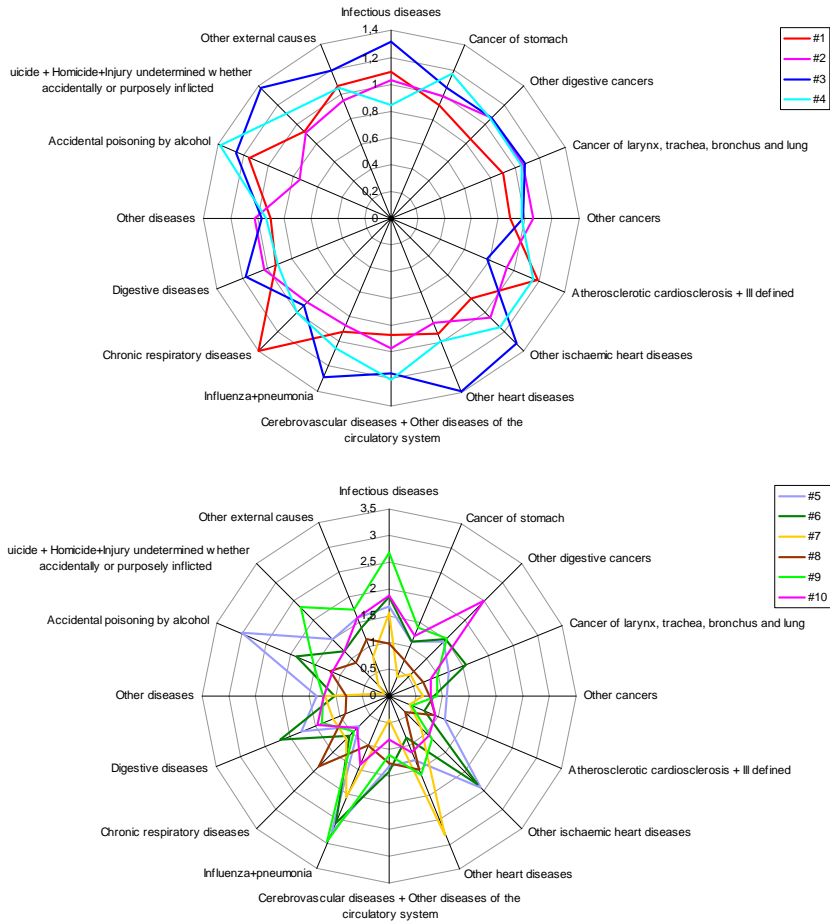 Infectious diseases
1,4
1,2
1
0,8
0,6
0,4
0,2
0
Cancer of stomach
Other digestive cancers
Cancer of larynx, trachea, bronchus and lung
Other cancers
Atherosclerotic cardiosclerosis + Ill defined
Other ischaemic heart diseases
Other heart diseases
Cerebrovascular diseases + Other diseases of the
circulatory system
Influenza+pneumonia
Chronic respiratory diseases
Digestive diseases
Other diseases
Accidental poisoning by alcohol
uicide + Homicide+Injury undetermined whether
accidentally or purposely inflicted
Other external causes
#1
#2
#3
#4
Infectious diseases
3,5
3
2,5
2
1,5
1
0,5
0
Cancer of stomach
Other digestive cancers
Cancer of larynx, trachea, bronchus and lung
Other cancers
Atherosclerotic cardiosclerosis + Ill defined
Other ischaemic heart diseases
Other heart diseases
Cerebrovascular diseases + Other diseases of the
circulatory system
Influenza+pneumonia
Chronic respiratory diseases
Digestive diseases
Other diseases
Accidental poisoning by alcohol
uicide + Homicide+Injury undetermined whether
accidentally or purposely inflicted
Other external causes
#5
#6
#7
#8
#9
#10